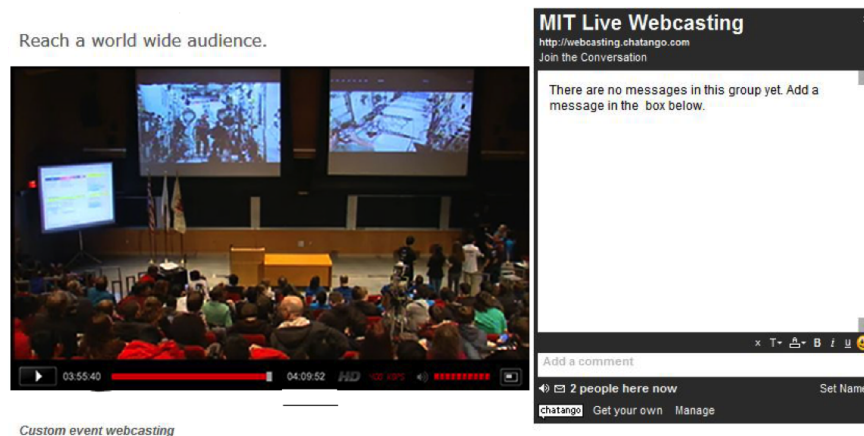 Reach a world wide audience.
03:55:40
04:09:52
HD
Custom event webcasting
MIT Live Webcasting
http://webcasting.chatango.com
Join the Conversation
There are no messages in this group yet. Add a
message in the box below.
x T A B i u
Add a comment
2 people here now
Set Name
chatango Get your own Manage